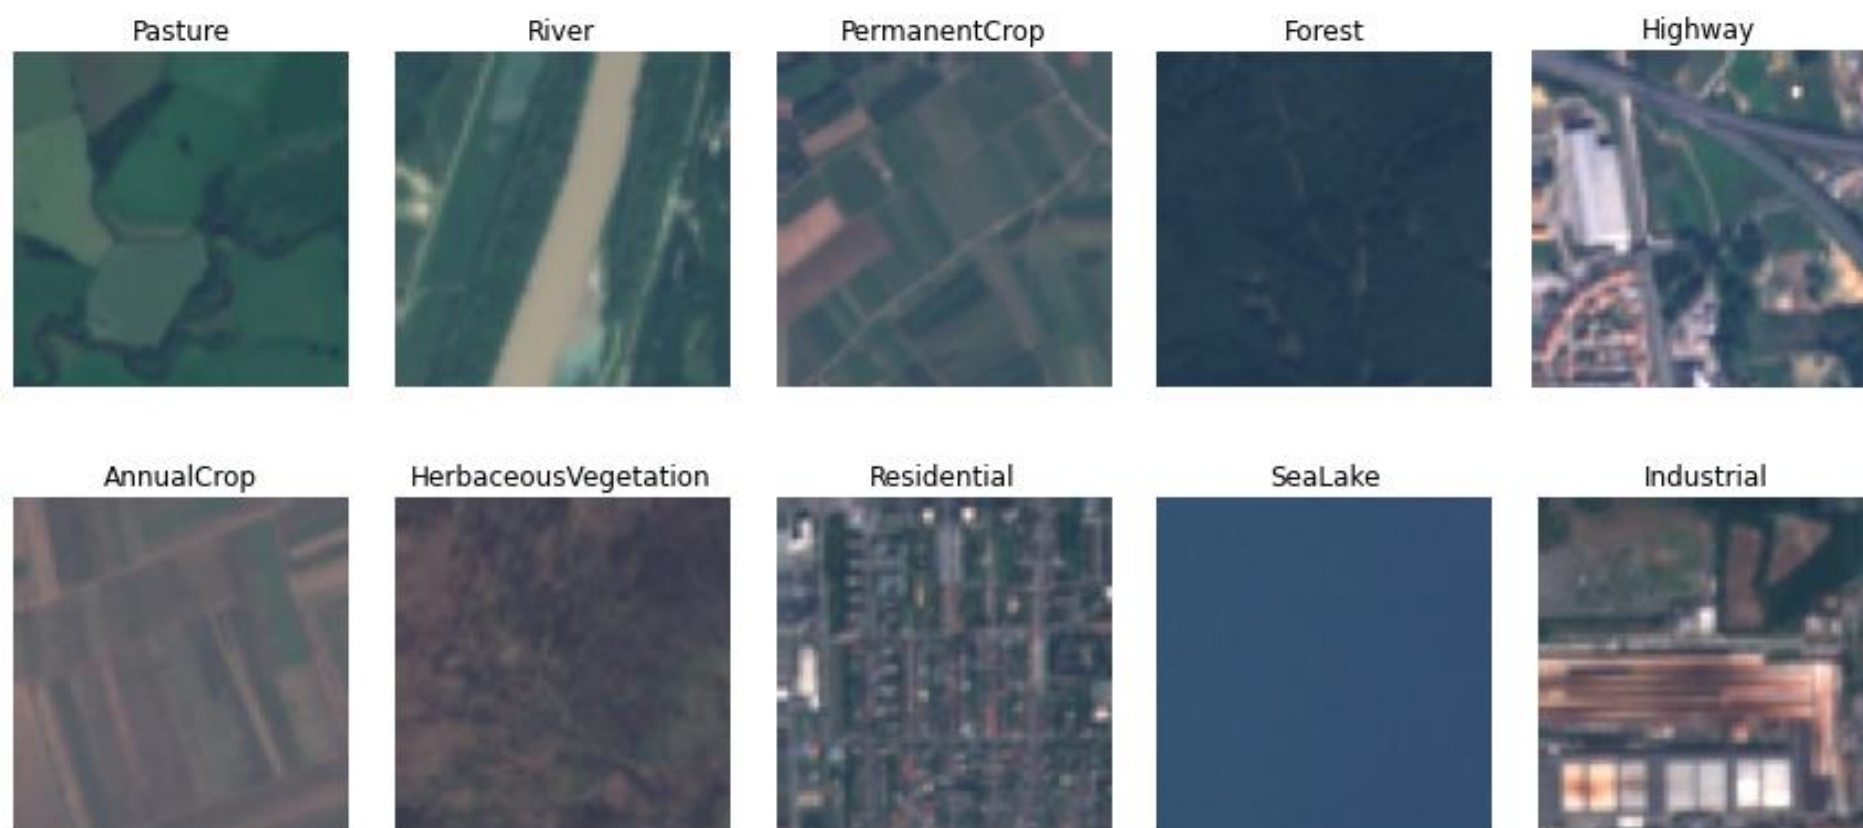 Pasture
River
PermanentCrop
Forest
Highway
AnnualCrop
HerbaceousVegetation
Residential
SeaLake
Industrial